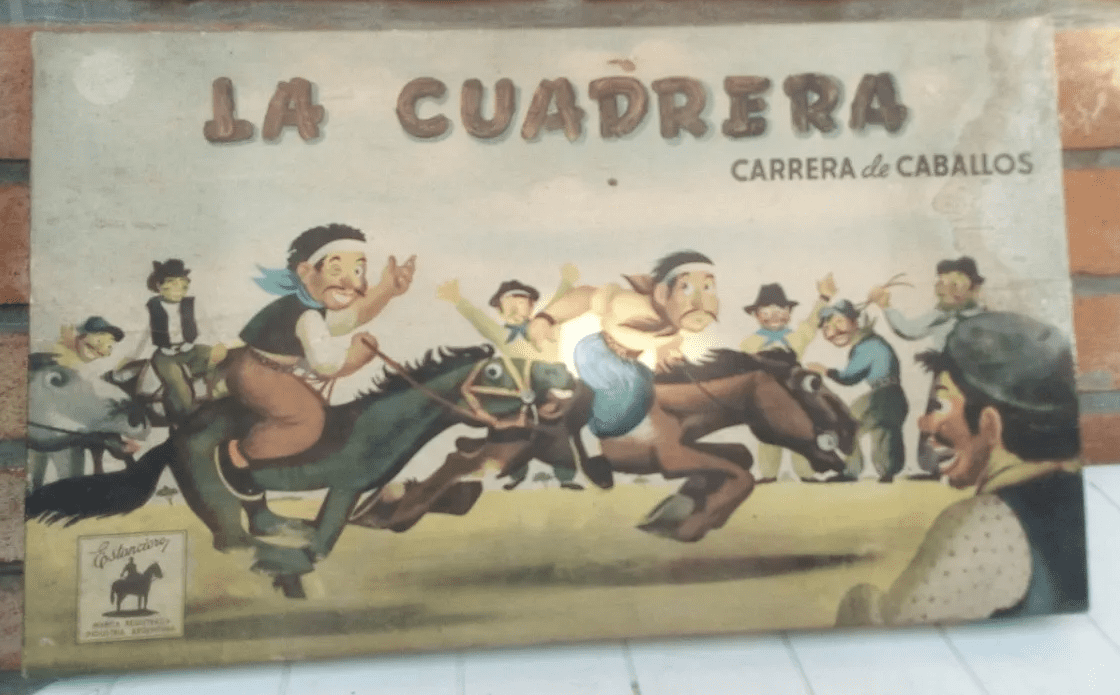 LA CUADRERA
CARRERA de CABALLOS
Estanciero
MARCA REGISTRADA
INDUSTRIA ARGENTINA